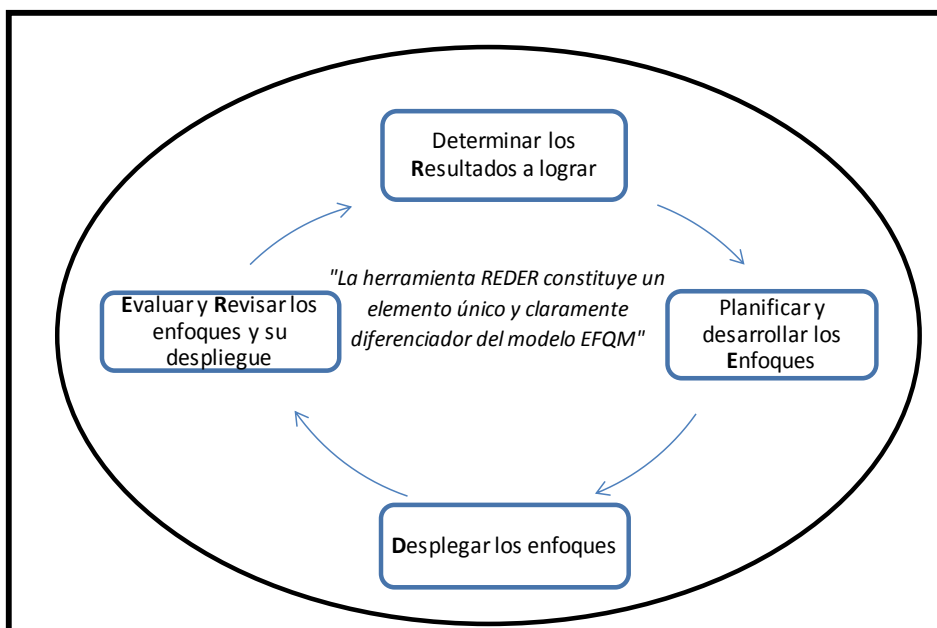 Determinar los
Resultados a lograr
"La herramienta REDER constituye un
elemento único y claramente
diferenciador del modelo EFQM"
Evaluar y Revisar los
enfoques y su
despliegue
Planificar y
desarrollar los
Enfoques
Desplegar los enfoques